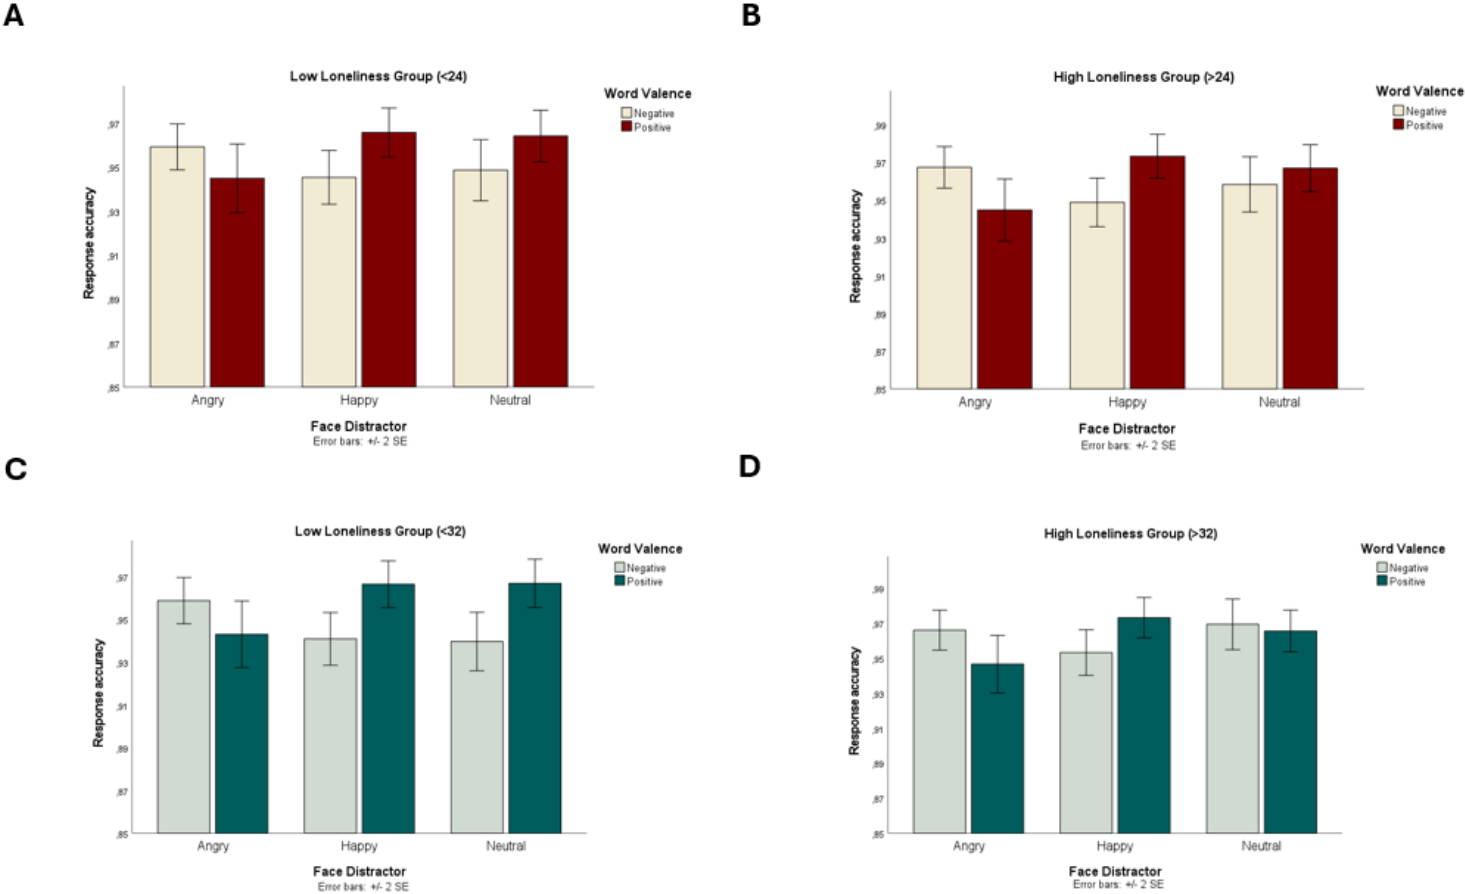 A
Low Loneliness Group (<24)
Word Valence
Negative
Positive
,97
,95
,93
,91
,89
,87
,85
Response accuracy
Angry
Happy
Neutral
Face Distractor
Error bars: +/- 2 SE
B
High Loneliness Group (>24)
Word Valence
Negative
Positive
,99
,97
,95
,93
,91
,89
,87
,85
Response accuracy
Angry
Happy
Neutral
Face Distractor
Error bars: +/- 2 SE
C
Low Loneliness Group (<32)
Word Valence
Negative
Positive
,97
,95
,93
,91
,89
,87
,85
Response accuracy
Angry
Happy
Neutral
Face Distractor
Error bars: +/- 2 SE
D
High Loneliness Group (>32)
Word Valence
Negative
Positive
,99
,97
,95
,93
,91
,89
,87
,85
Response accuracy
Angry
Happy
Neutral
Face Distractor
Error bars: +/- 2 SE